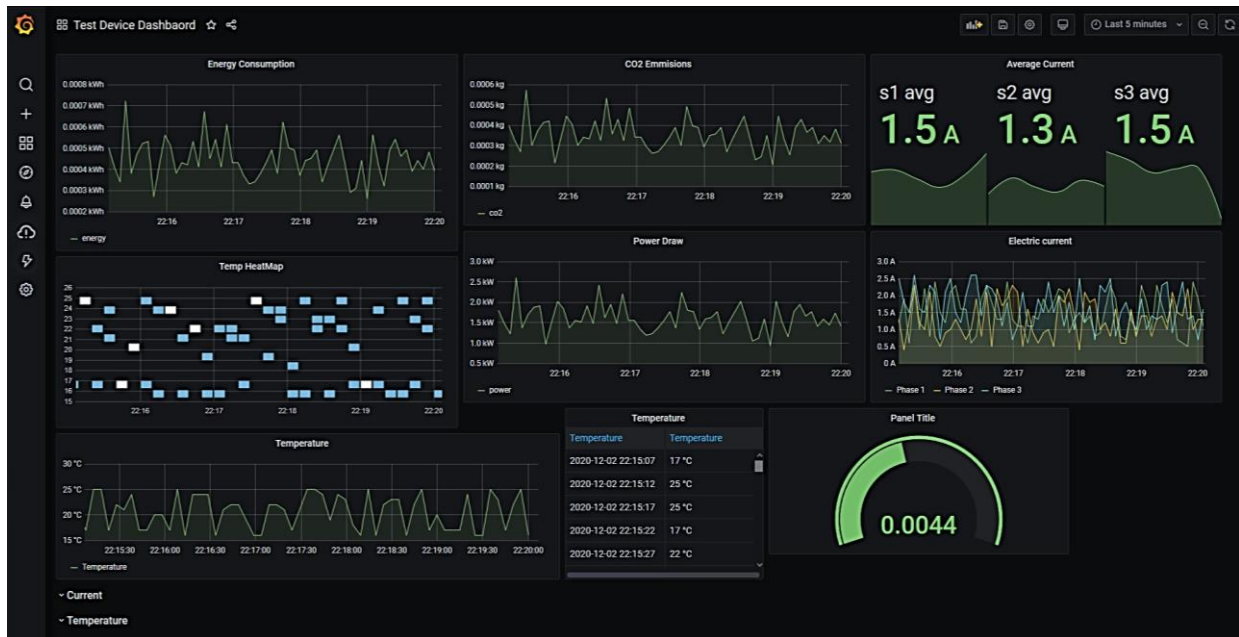 Test Device Dashbaord
Last 5 minutes
Energy Consumption
0.0008 kWh
0.0007 kWh
0.0006 kWh
0.0005 kWh
0.0004 kWh
0.0003 kWh
0.0002 kWh
22:16 22:17 22:18 22:19 22:20
energy
CO2 Emmisions
0.0006 kg
0.0005 kg
0.0004 kg
0.0003 kg
0.0002 kg
0.0001 kg
22:16 22:17 22:18 22:19 22:20
co2
Average Current
s1 avg s2 avg s3 avg
1.5 A 1.3 A 1.5 A
Temp HeatMap
26
25
24
23
22
21
20
19
18
17
16
15
22:16 22:17 22:18 22:19 22:20
Power Draw
3.0 kW
2.5 kW
2.0 kW
1.5 kW
1.0 kW
0.5 kW
22:16 22:17 22:18 22:19 22:20
power
Electric current
3.0 A
2.5 A
2.0 A
1.5 A
1.0 A
0.5 A
0 A
22:16 22:17 22:18 22:19 22:20
Phase 1 Phase 2 Phase 3
Temperature
30 °C
25 °C
20 °C
15 °C
22:15:30 22:16:00 22:16:30 22:17:00 22:17:30 22:18:00 22:18:30 22:19:00 22:19:30 22:20:00
Temperature
Temperature
Temperature Temperature
2020-12-02 22:15:07 17 °C
2020-12-02 22:15:12 25 °C
2020-12-02 22:15:17 25 °C
2020-12-02 22:15:22 17 °C
2020-12-02 22:15:27 22 °C
Panel Title
0.0044
Current
Temperature